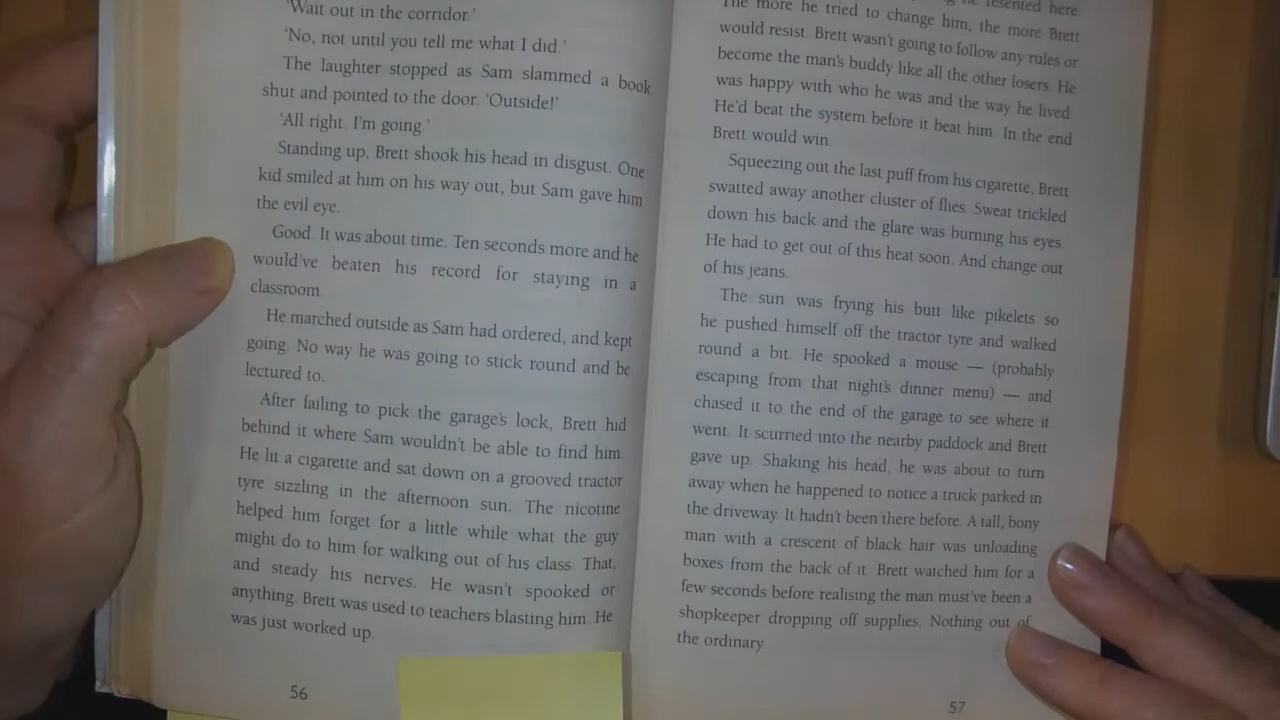 'Wait out in the corridor.'
'No, not until you tell me what I did.'
The laughter stopped as Sam slammed a book
shut and pointed to the door. 'Outside!'
'All right. I'm going.'
Standing up, Brett shook his head in disgust. One
kid smiled at him on his way out, but Sam gave him
the evil eye.
Good. It was about time. Ten seconds more and he
would've beaten his record for staying in a
classroom.
He marched outside as Sam had ordered, and kept
going. No way he was going to stick round and be
lectured to.
After failing to pick the garage's lock, Brett hid
behind it where Sam wouldn't be able to find him.
He lit a cigarette and sat down on a grooved tractor
tyre sizzling in the afternoon sun. The nicotine
helped him forget for a little while what the guy
might do to him for walking out of his class. That,
and steady his nerves. He wasn't spooked or
anything. Brett was used to teachers blasting him. He
was just worked up.
56
he resented here.
The more he tried to change him, the more Brett
would resist. Brett wasn't going to follow any rules or
become the man's buddy like all the other losers. He
was happy with who he was and the way he lived.
He'd beat the system before it beat him. In the end
Brett would win.
Squeezing out the last puff from his cigarette, Brett
swatted away another cluster of flies. Sweat trickled
down his back and the glare was burning his eyes.
He had to get out of this heat soon. And change out
of his jeans.
The sun was frying his butt like pikelets so
he pushed himself off the tractor tyre and walked
round a bit. He spooked a mouse — (probably
escaping from that night's dinner menu) — and
chased it to the end of the garage to see where it
went. It scurried into the nearby paddock and Brett
gave up. Shaking his head, he was about to turn
away when he happened to notice a truck parked in
the driveway. It hadn't been there before. A tall, bony
man with a crescent of black hair was unloading
boxes from the back of it. Brett watched him for a
few seconds before realising the man must've been a
shopkeeper dropping off supplies. Nothing out of
the ordinary.
57